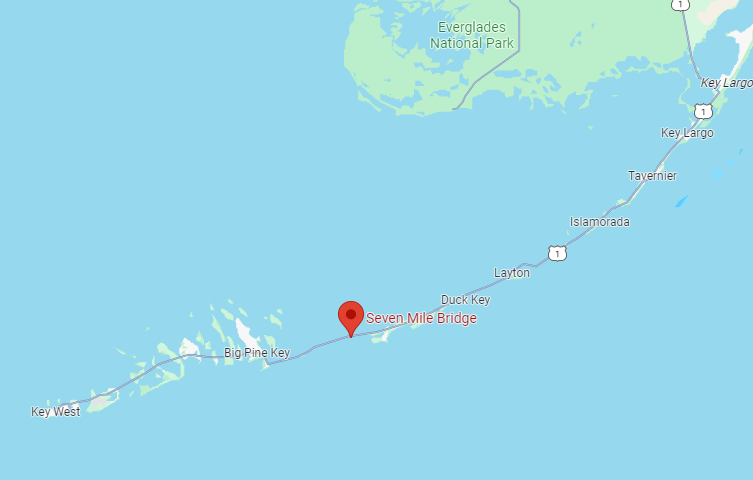 1
Everglades
National Park
Key Largo
1
Key Largo
Tavernier
Islamorada
1
Layton
Duck Key
Seven Mile Bridge
Big Pine Key
Key West